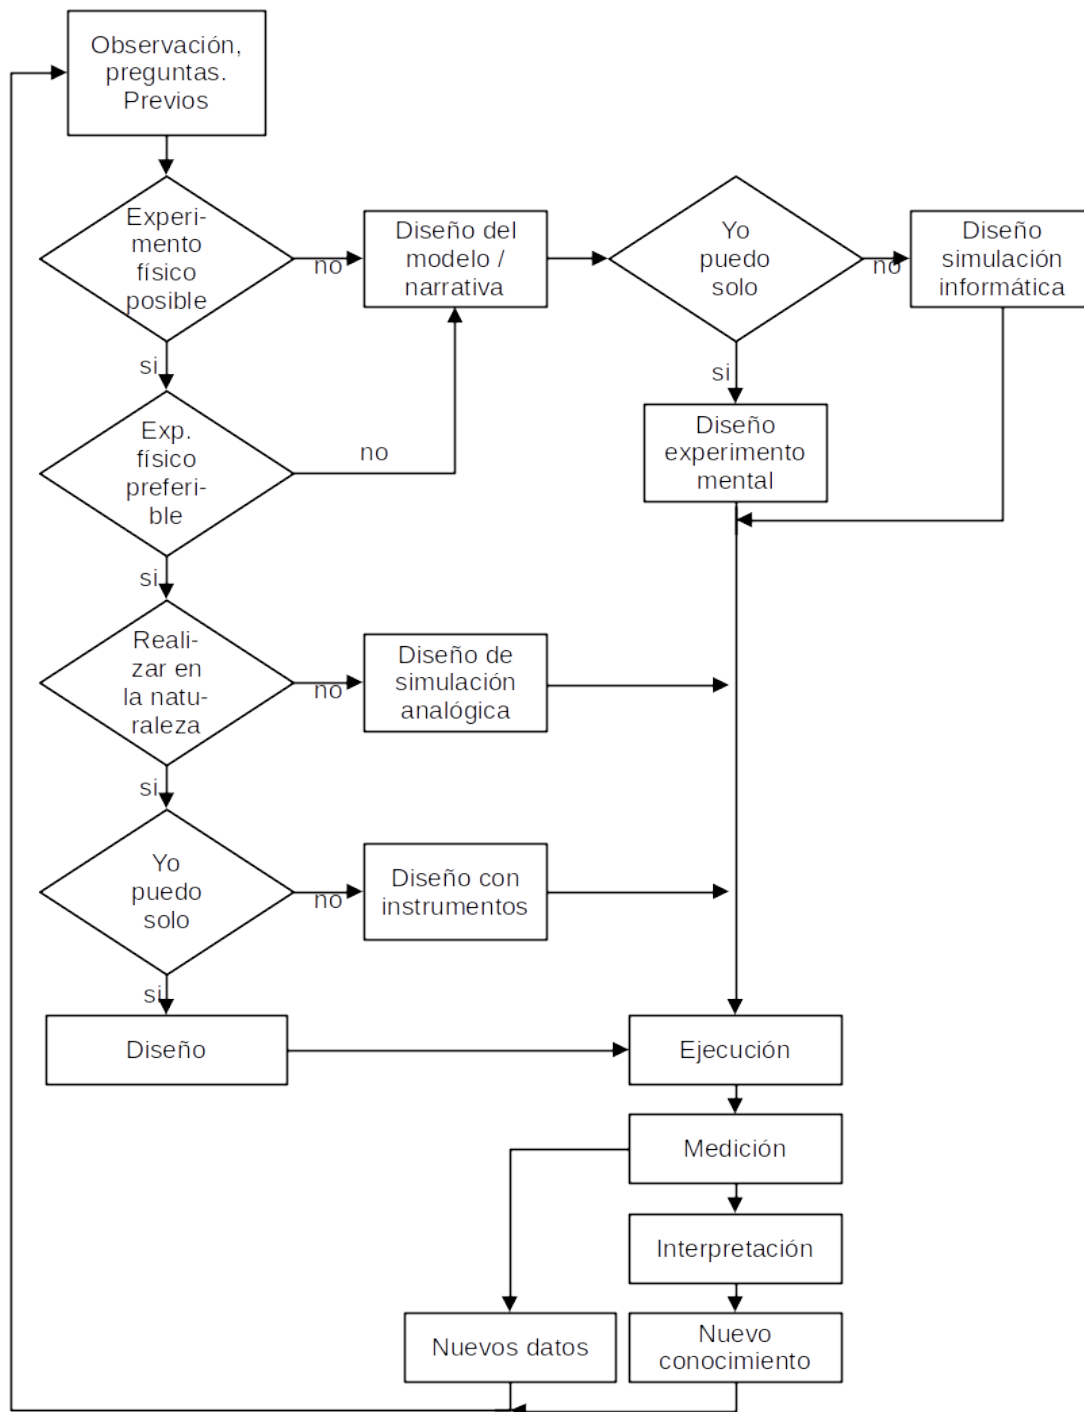 Observación,
preguntas.
Previos
Experi-
mento
físico
posible
no
Diseño del
modelo /
narrativa
Yo
puedo
solo
no
Diseño
simulación
informática
si
si
Diseño
experimento
mental
Exp.
físico
preferi-
ble
no
si
Reali-
zar en
la natu-
raleza
no
Diseño de
simulación
analógica
si
Yo
puedo
solo
no
Diseño con
instrumentos
si
Diseño
Ejecución
Medición
Interpretación
Nuevos datos
Nuevo
conocimiento